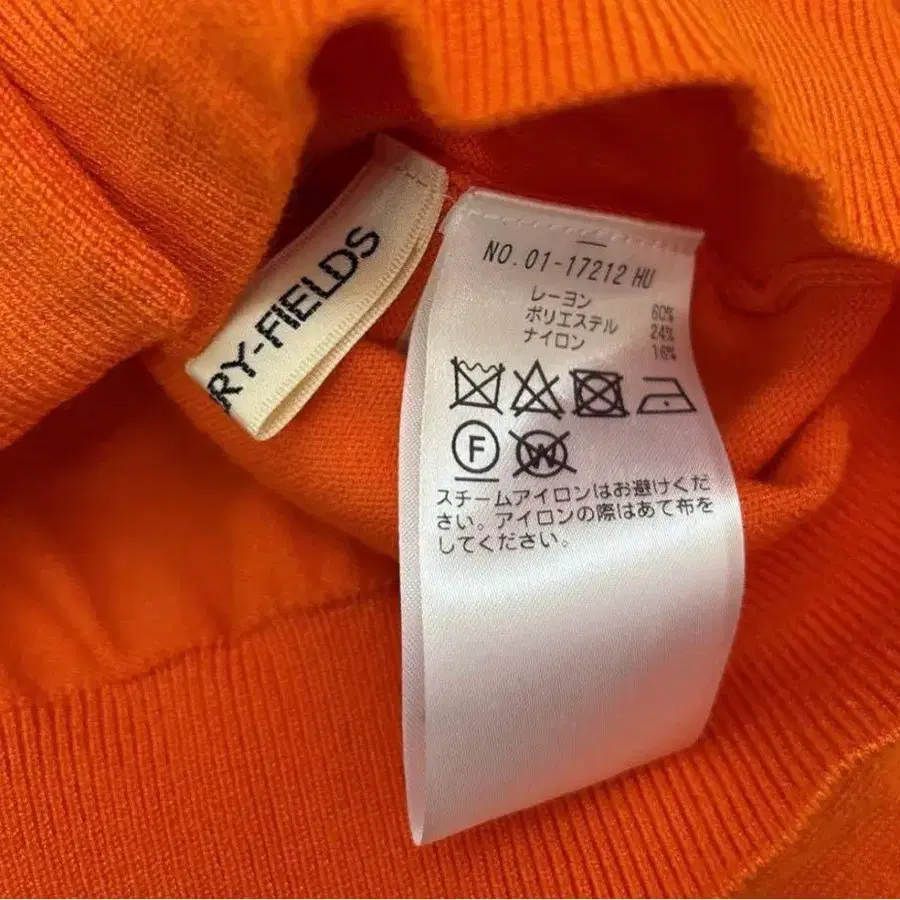 RY-FIELDS
NO.01-17212 HU
レーヨン 60%
ポリエステル 24%
ナイロン 16%
F W
スチームアイロンはお避けくだ
さい。アイロンの際はあて布を
してください。